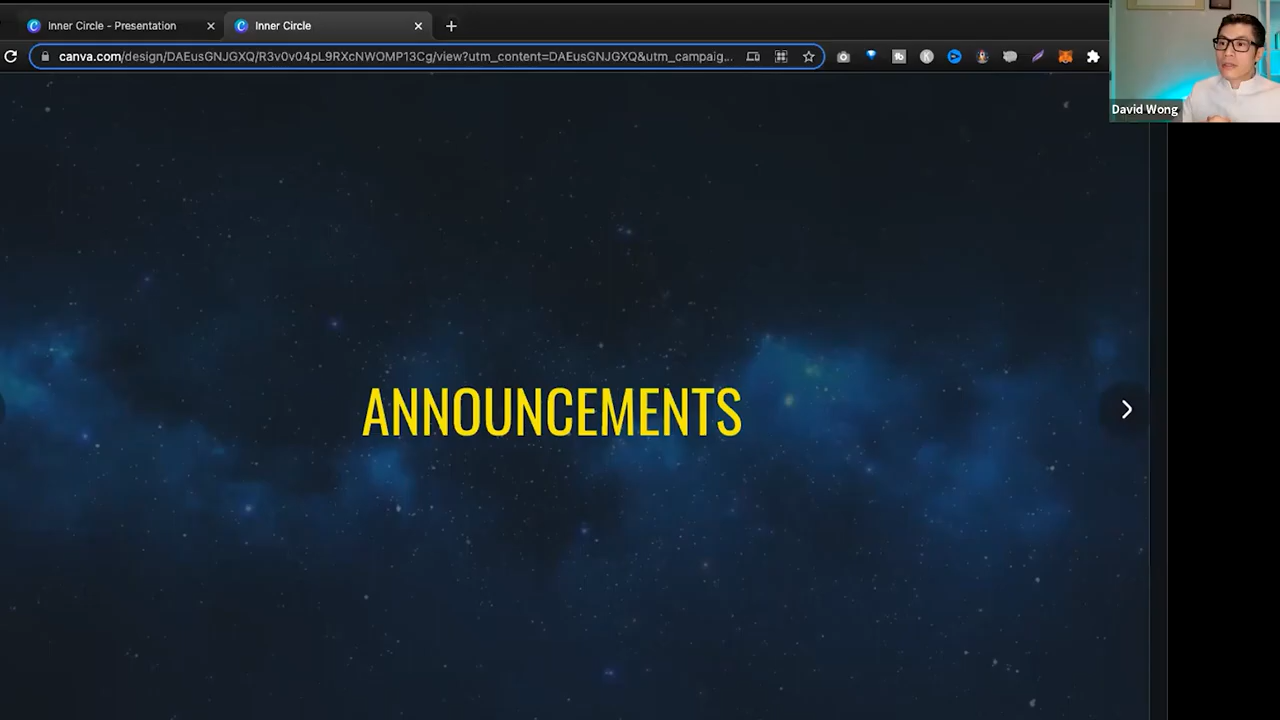 Inner Circle - Presentation
Inner Circle
canva.com/design/DAEusGNJGXQ/R3v0v04pL9RXcNWOMP13Cg/view?utm_content=DAEusGNJGXQ&utm_campaig...
David Wong
ANNOUNCEMENTS